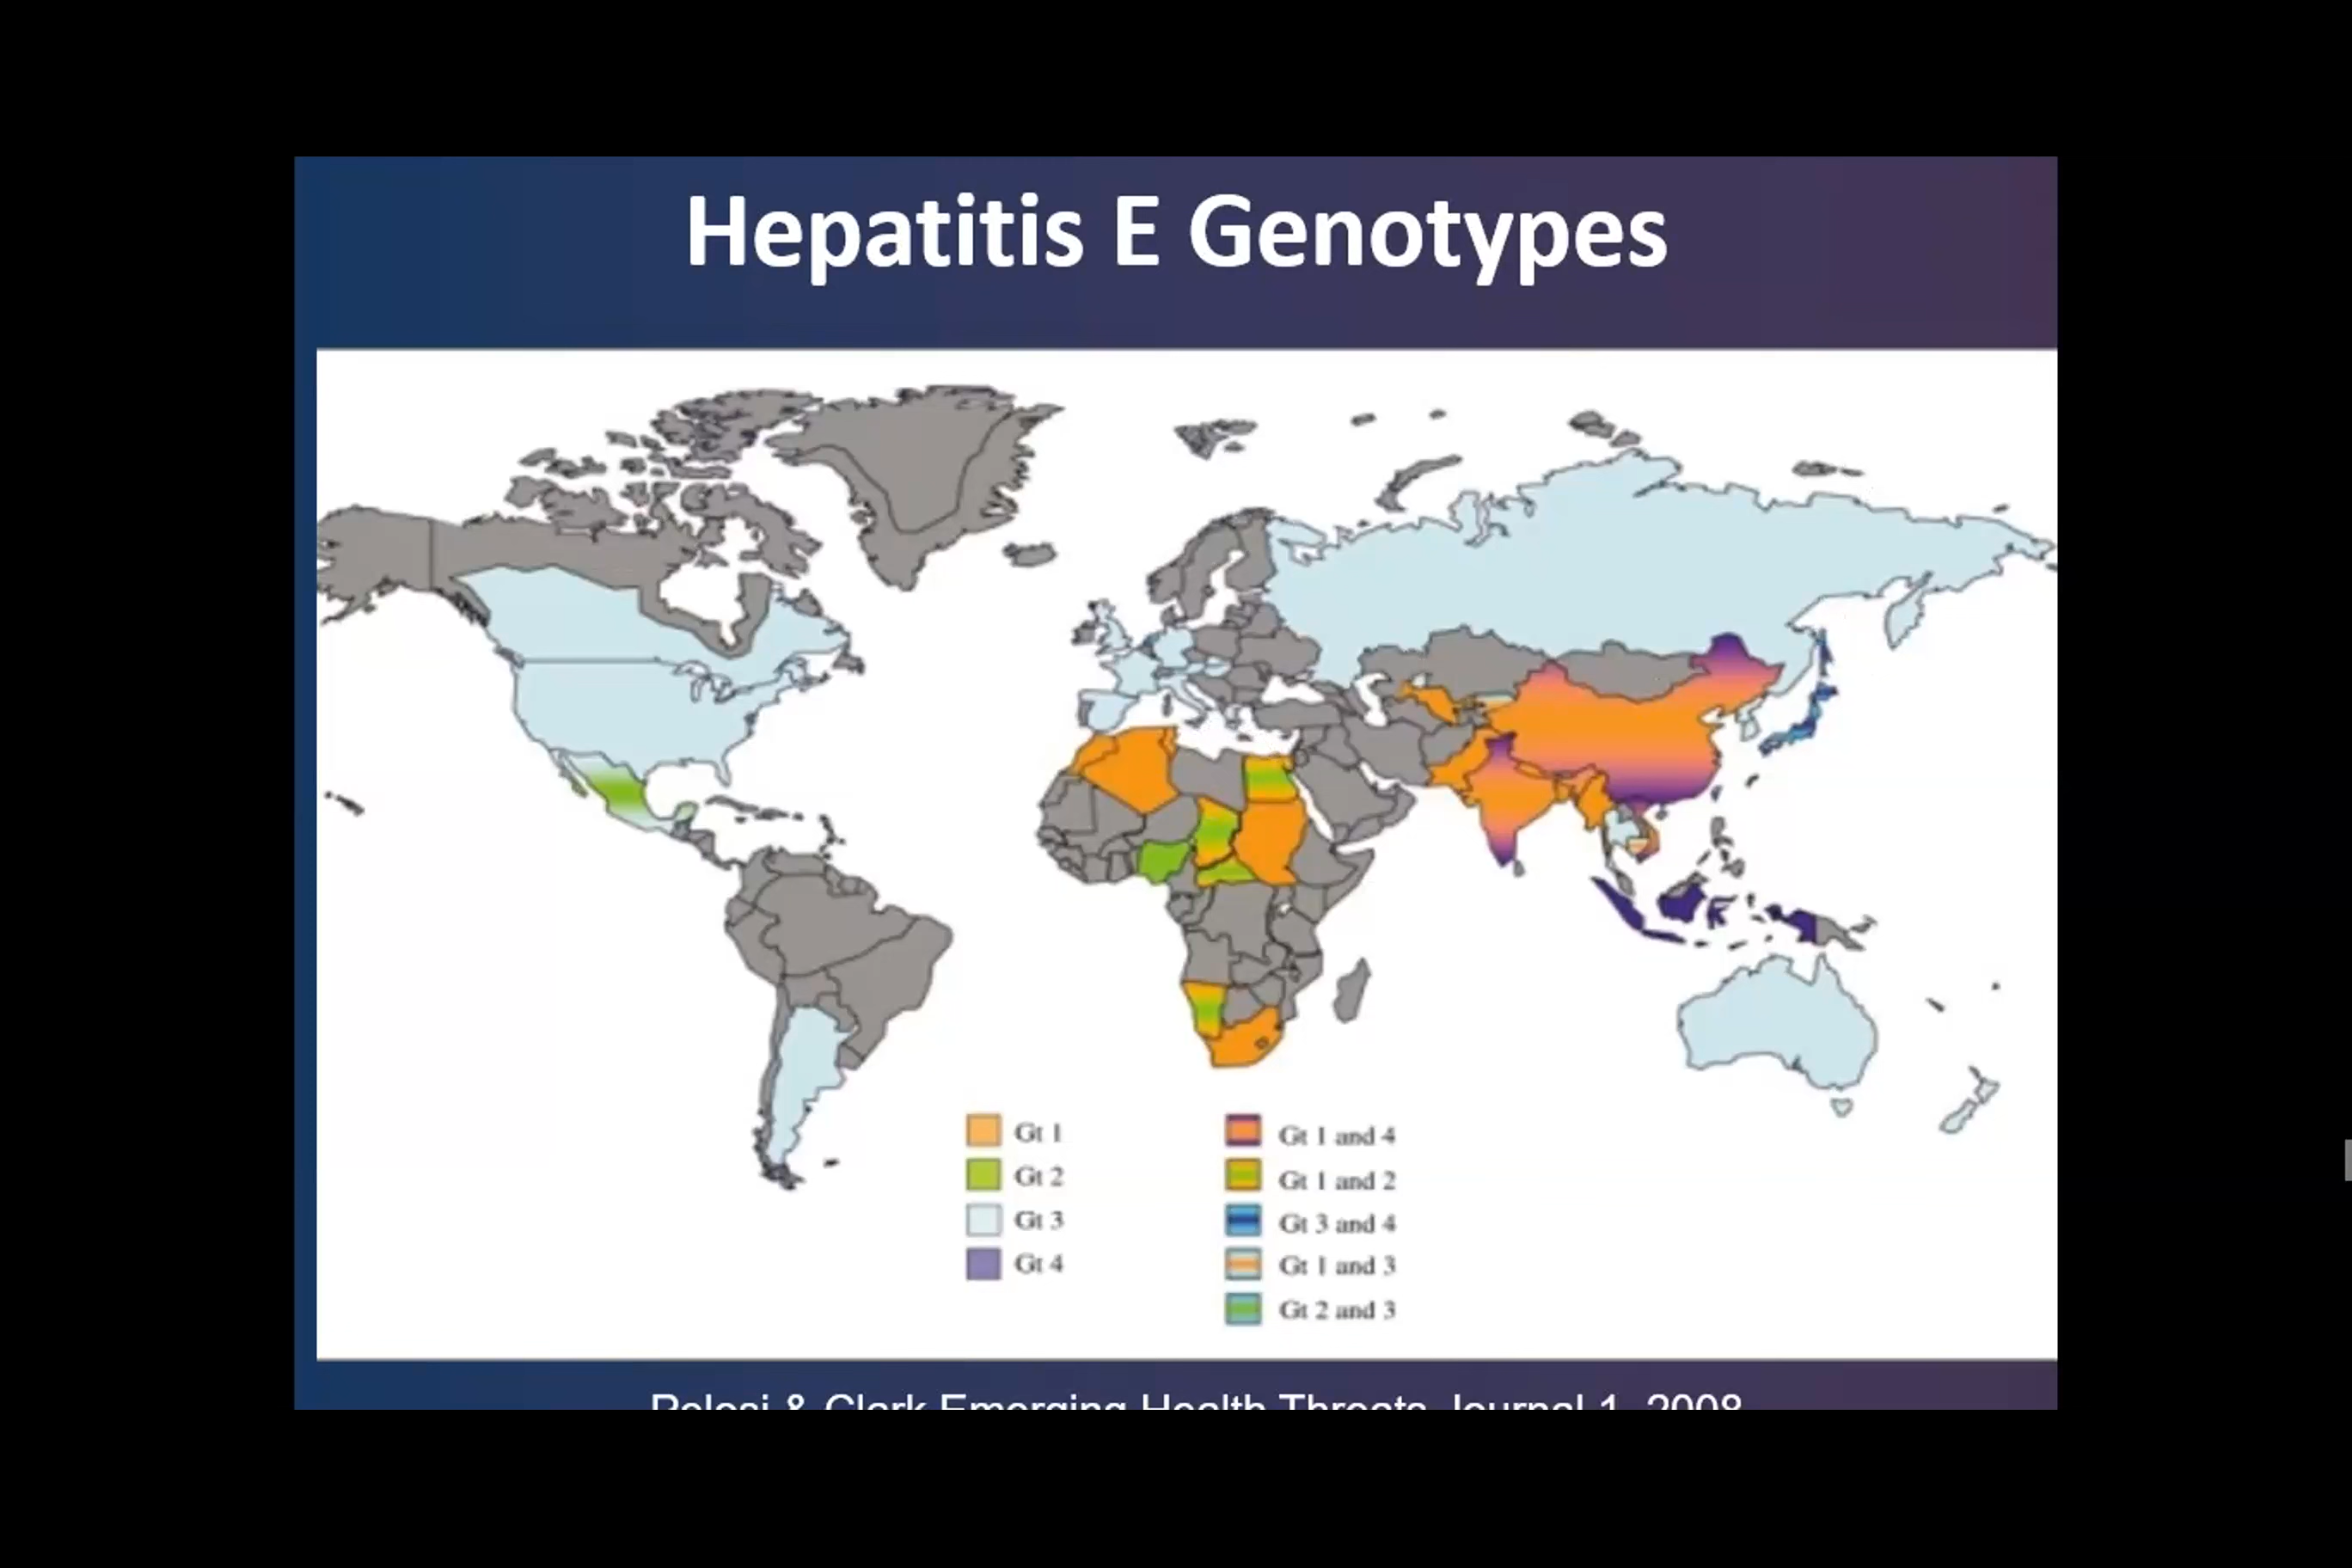 Hepatitis E Genotypes
Gt 1
Gt 2
Gt 3
Gt 4
Gt 1 and 4
Gt 1 and 2
Gt 3 and 4
Gt 1 and 3
Gt 2 and 3
Pelosi & Clark Emerging Health Threats Journal 1, 2008